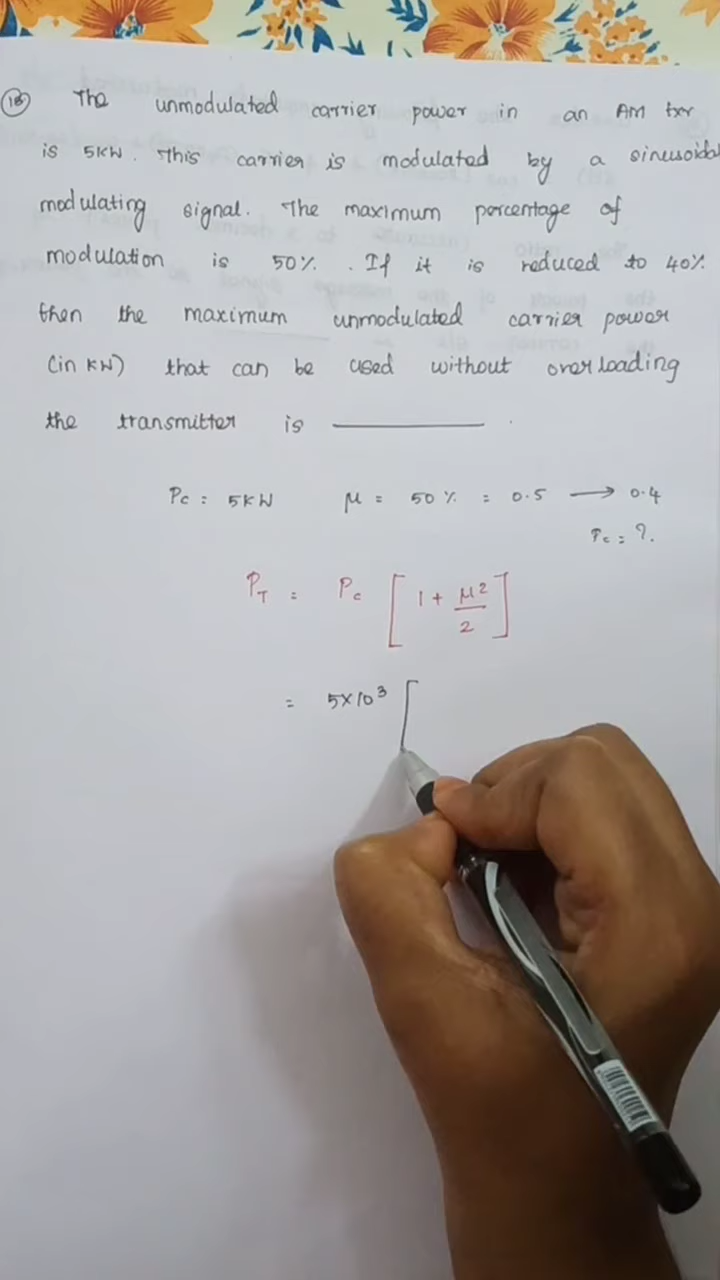 13) The unmodulated carrier power in an AM txr
is 5KW. This carrier is modulated by a sinusoidal
modulating signal. The maximum percentage of
modulation is 50%. If it is reduced to 40%
then the maximum unmodulated carrier power
(in KW) that can be used without overloading
the transmitter is ________.
Pc = 5KW μ = 50% = 0.5 → 0.4
Pc = ?.
P_T = P_c [1 + μ²/2]
= 5×10³ [